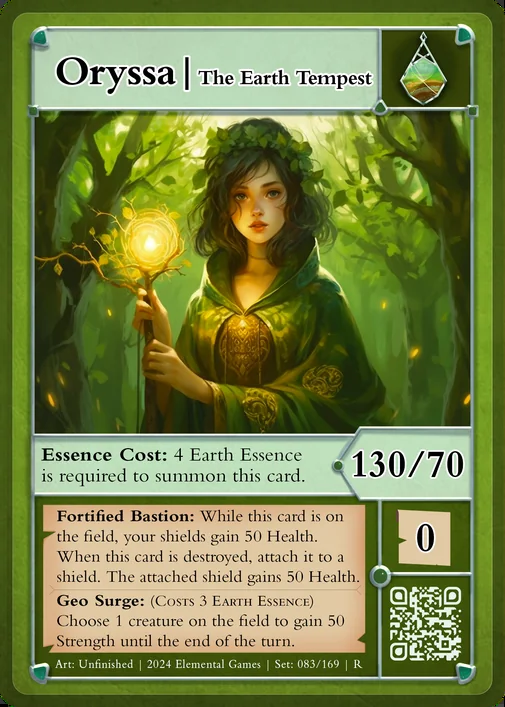 Oryssa | The Earth Tempest
Essence Cost: 4 Earth Essence
is required to summon this card.
130/70
Fortified Bastion: While this card is on
the field, your shields gain 50 Health.
When this card is destroyed, attach it to a
shield. The attached shield gains 50 Health.
0
Geo Surge: (Costs 3 Earth Essence)
Choose 1 creature on the field to gain 50
Strength until the end of the turn.
Art: Unfinished | 2024 Elemental Games | Set: 083/169 | R